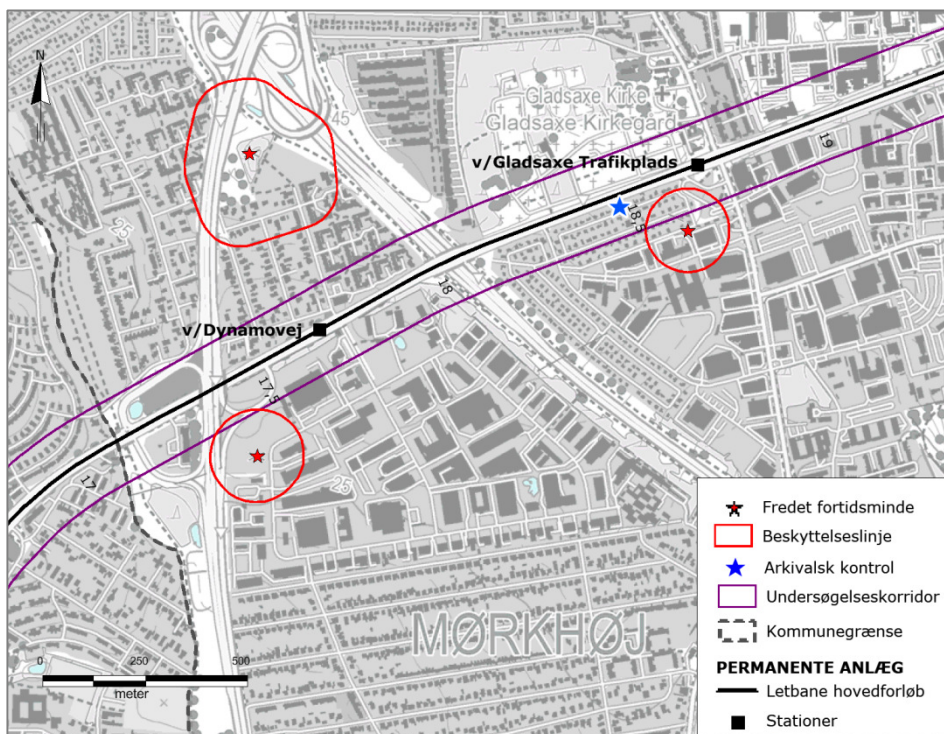 N
45
Gladsaxe Kirke +
Gladsaxe Kirkegård
v/Gladsaxe Trafikplads
19
18,5
25
18
v/Dynamovej
17,5
17
25
MØRKHØJ
0 250 500
meter
Fredet fortidsminde
Beskyttelseslinje
Arkivalsk kontrol
Undersøgelseskorridor
Kommunegrænse
PERMANENTE ANLÆG
Letbane hovedforløb
Stationer